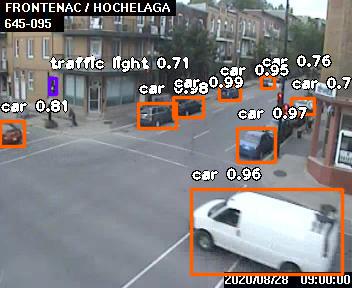 FRONTENAC / HOCHELAGA
645-095
traffic light 0.71
car 0.76
car 0.95
car 0.99
car 0.98
car 0.7
car 0.81
car 0.97
car 0.96
2020/08/28 09:00:00